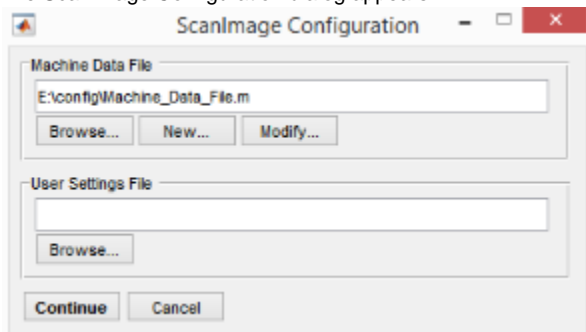 ScanImage Configuration
Machine Data File
E:\config\Machine_Data_File.m
Browse... New... Modify...
User Settings File
Browse...
Continue Cancel